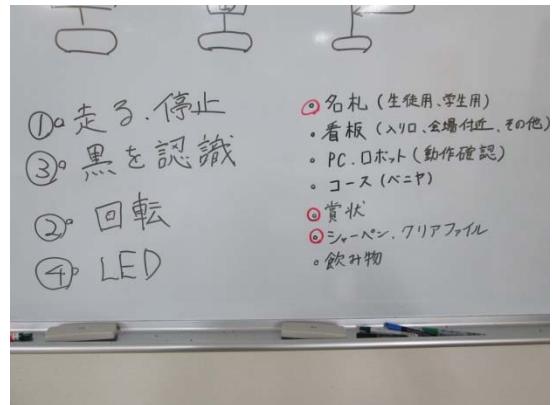 ①。走る、停止
③。黒を認識
②。回転
④。LED
。名札(生徒用、学生用)
。看板(入り口、会場付近、その他)
。PC、ロボット(動作確認)
。コース(ベニヤ)
。賞状
。シャーペン、クリアファイル
。飲み物